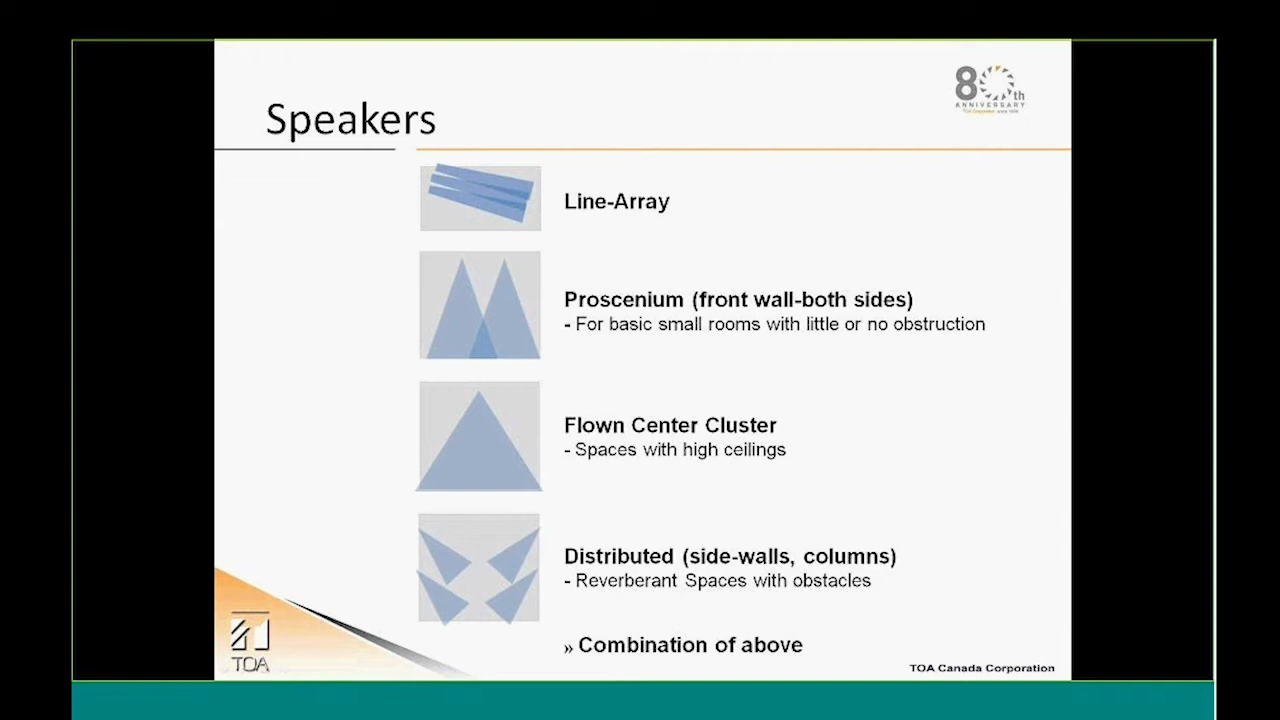 80th
ANNIVERSARY
Speakers
Line-Array
Proscenium (front wall-both sides)
- For basic small rooms with little or no obstruction
Flown Center Cluster
- Spaces with high ceilings
Distributed (side-walls, columns)
- Reverberant Spaces with obstacles
» Combination of above
TOA
TOA Canada Corporation